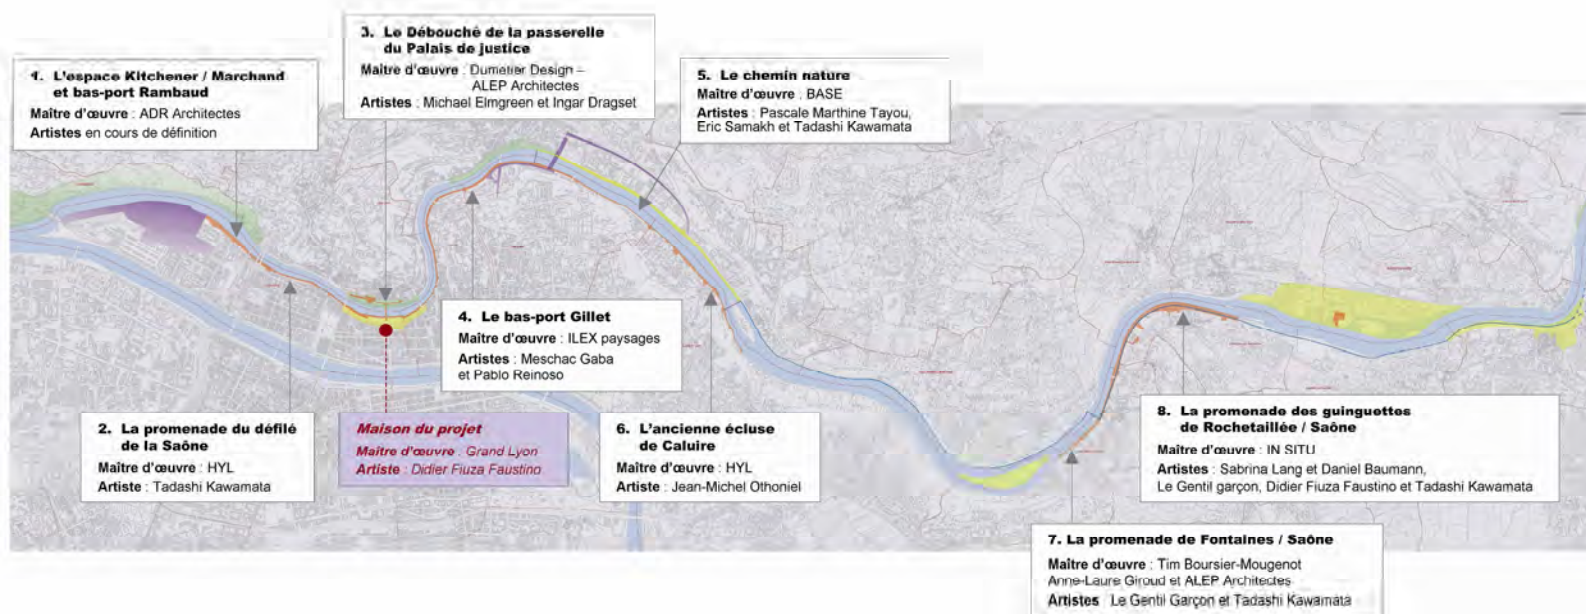 1. L'espace Kitchener / Marchand
et bas-port Rambaud
Maître d'œuvre : ADR Architectes
Artistes en cours de définition
3. Le Débouché de la passerelle
du Palais de justice
Maître d'œuvre : Dumetier Design –
ALEP Architectes
Artistes : Michael Elmgreen et Ingar Dragset
5. Le chemin nature
Maître d'œuvre : BASE
Artistes : Pascale Marthine Tayou,
Eric Samakh et Tadashi Kawamata
4. Le bas-port Gillet
Maître d'œuvre : ILEX paysages
Artistes : Meschac Gaba
et Pablo Reinoso
2. La promenade du défilé
de la Saône
Maître d'œuvre : HYL
Artiste : Tadashi Kawamata
Maison du projet
Maître d'œuvre : Grand Lyon
Artiste : Didier Fiuza Faustino
6. L'ancienne écluse
de Caluire
Maître d'œuvre : HYL
Artiste : Jean-Michel Othoniel
8. La promenade des guinguettes
de Rochetaillée / Saône
Maître d'œuvre : IN SITU
Artistes : Sabrina Lang et Daniel Baumann,
Le Gentil garçon, Didier Fiuza Faustino et Tadashi Kawamata
7. La promenade de Fontaines / Saône
Maître d'œuvre : Tim Boursier-Mougenot
Anne-Laure Giroud et ALEP Architectes
Artistes Le Gentil Garçon et Tadashi Kawamata